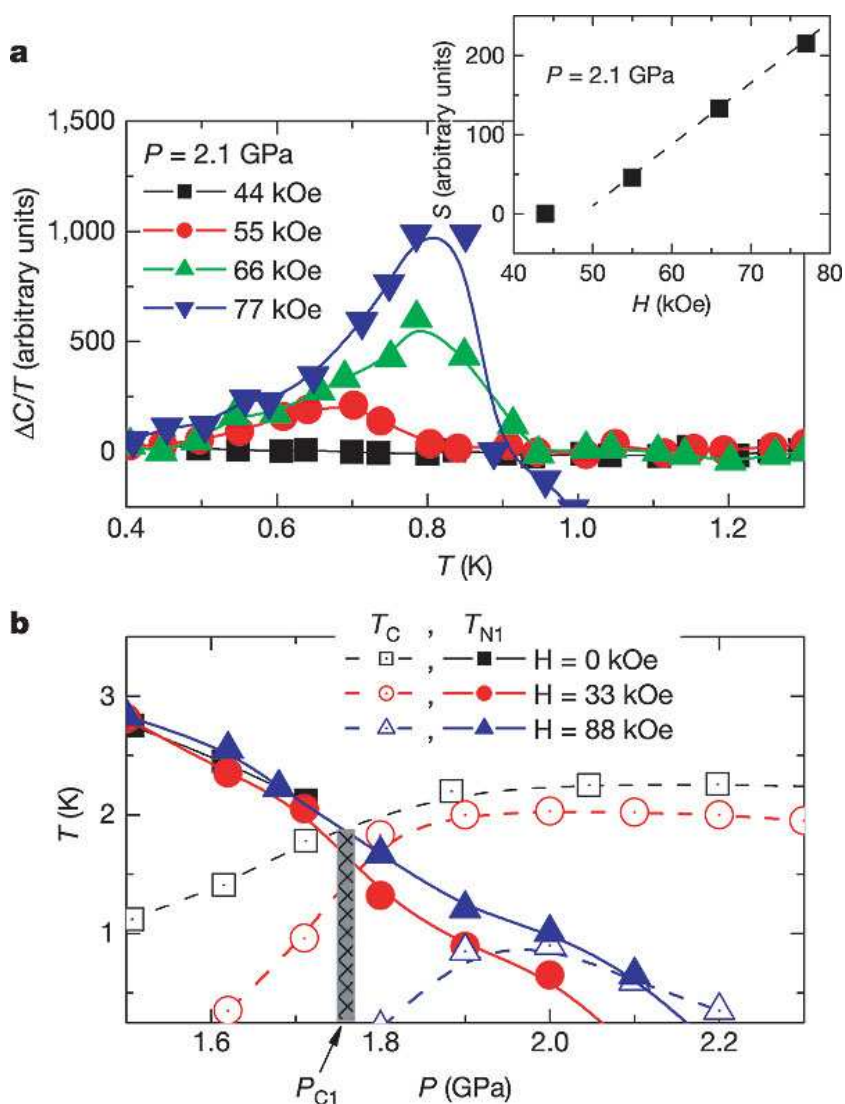 a
P = 2.1 GPa
44 kOe
55 kOe
66 kOe
77 kOe
1,500
1,000
500
0
ΔC/T (arbitrary units)
0.4 0.6 0.8 1.0 1.2
T (K)
P = 2.1 GPa
200
100
0
S (arbitrary units)
40 50 60 70 80
H (kOe)
b
T_C , T_N1
, H = 0 kOe
, H = 33 kOe
, H = 88 kOe
3
2
1
T (K)
1.6 1.8 2.0 2.2
P_C1
P (GPa)